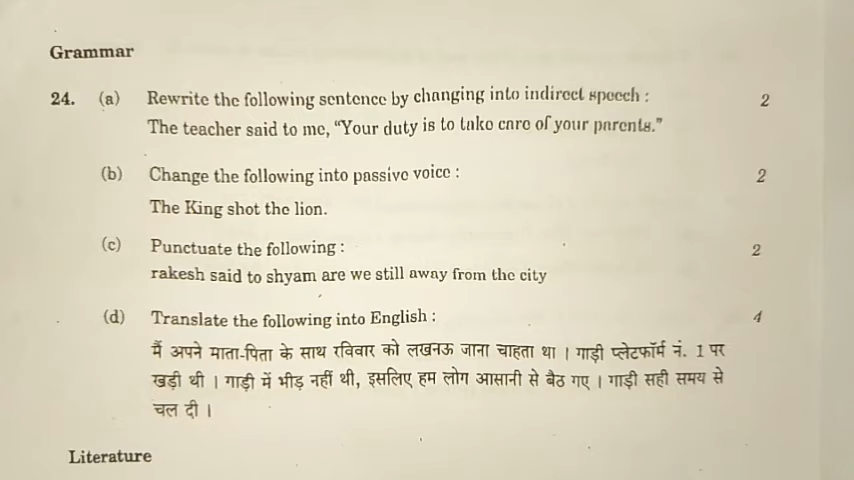 Grammar
24. (a) Rewrite the following sentence by changing into indirect speech : 2
The teacher said to me, “Your duty is to take care of your parents.”
(b) Change the following into passive voice : 2
The King shot the lion.
(c) Punctuate the following : 2
rakesh said to shyam are we still away from the city
(d) Translate the following into English : 4
मैं अपने माता-पिता के साथ रविवार को लखनऊ जाना चाहता था । गाड़ी प्लेटफॉर्म नं. 1 पर
खड़ी थी । गाड़ी में भीड़ नहीं थी, इसलिए हम लोग आसानी से बैठ गए । गाड़ी सही समय से
चल दी ।
Literature